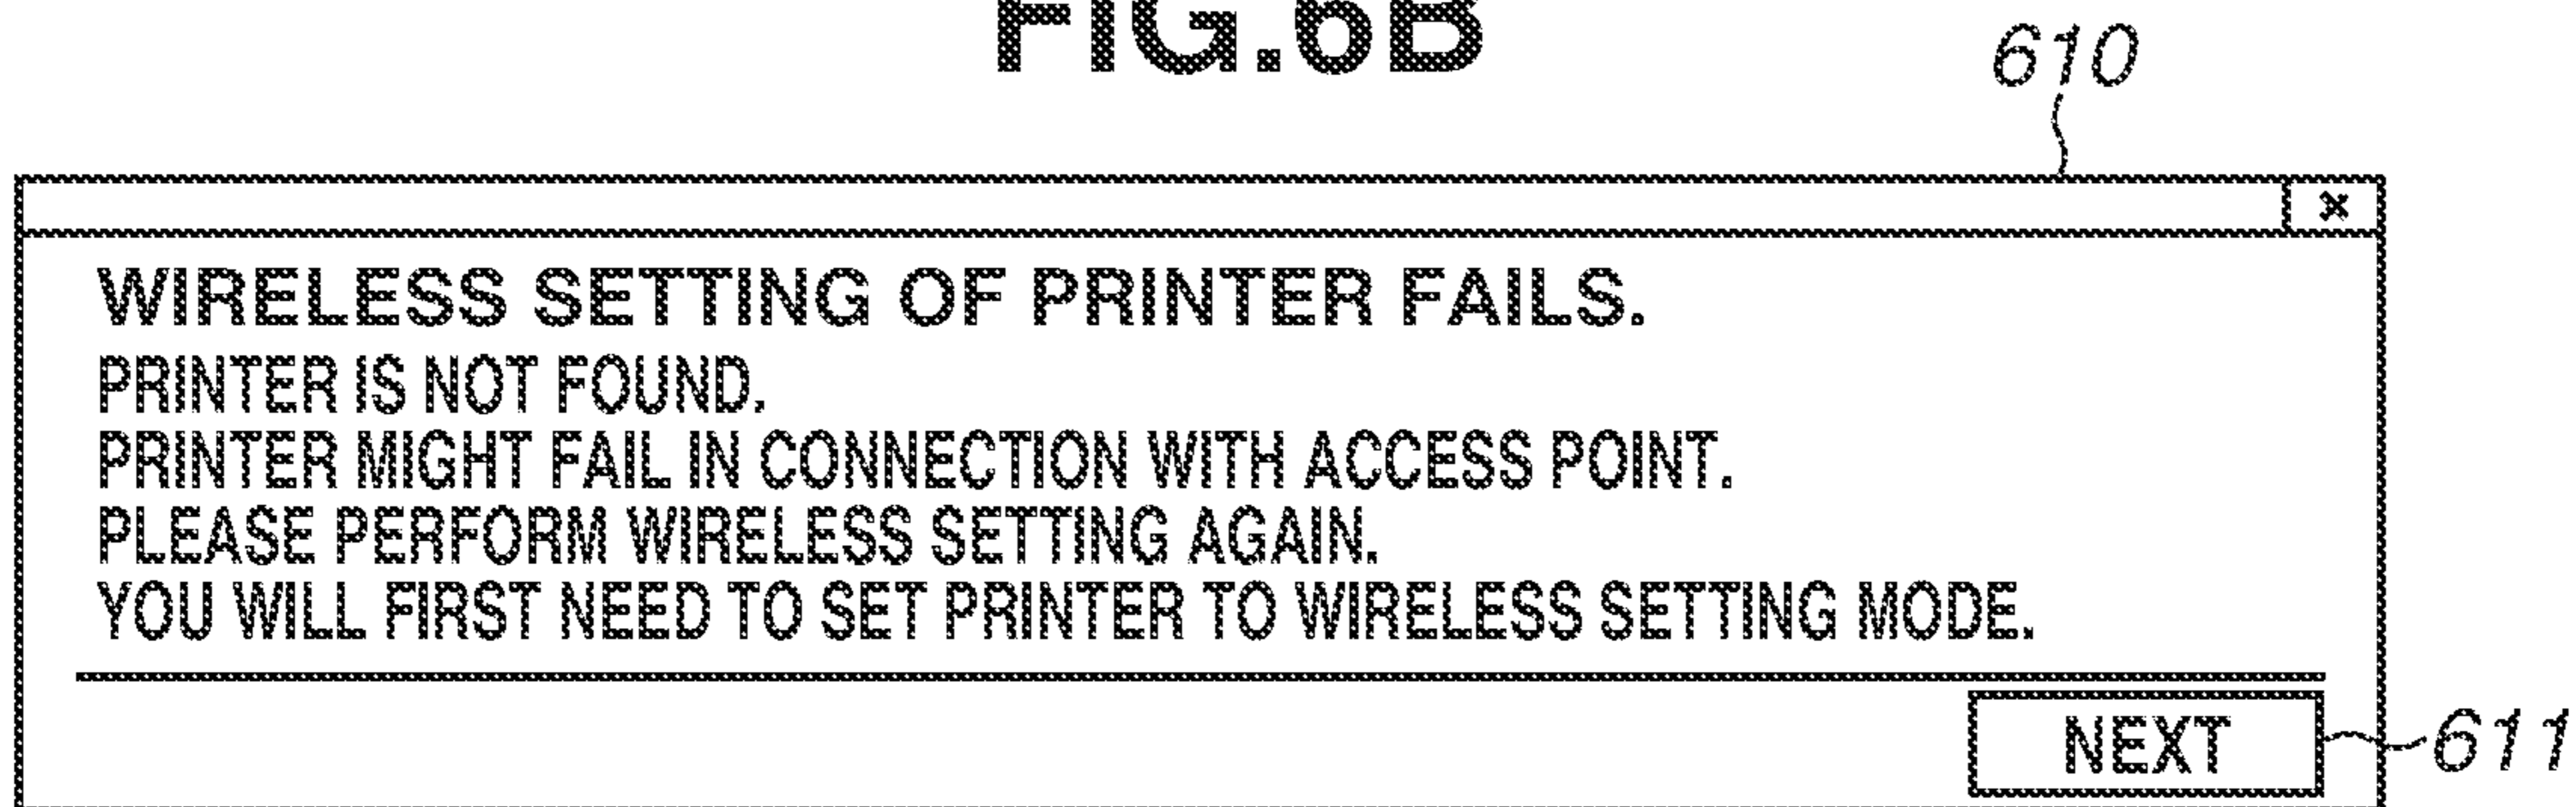 FIG.6B
610
×
WIRELESS SETTING OF PRINTER FAILS.
PRINTER IS NOT FOUND.
PRINTER MIGHT FAIL IN CONNECTION WITH ACCESS POINT.
PLEASE PERFORM WIRELESS SETTING AGAIN.
YOU WILL FIRST NEED TO SET PRINTER TO WIRELESS SETTING MODE.
NEXT 611